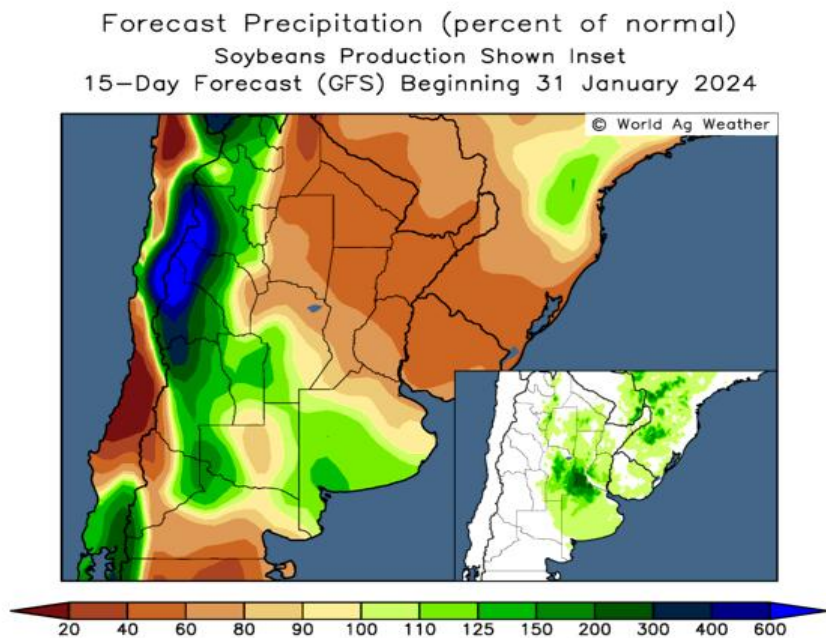 Forecast Precipitation (percent of normal)
Soybeans Production Shown Inset
15-Day Forecast (GFS) Beginning 31 January 2024
© World Ag Weather
20 40 60 80 90 100 110 125 150 200 300 400 600